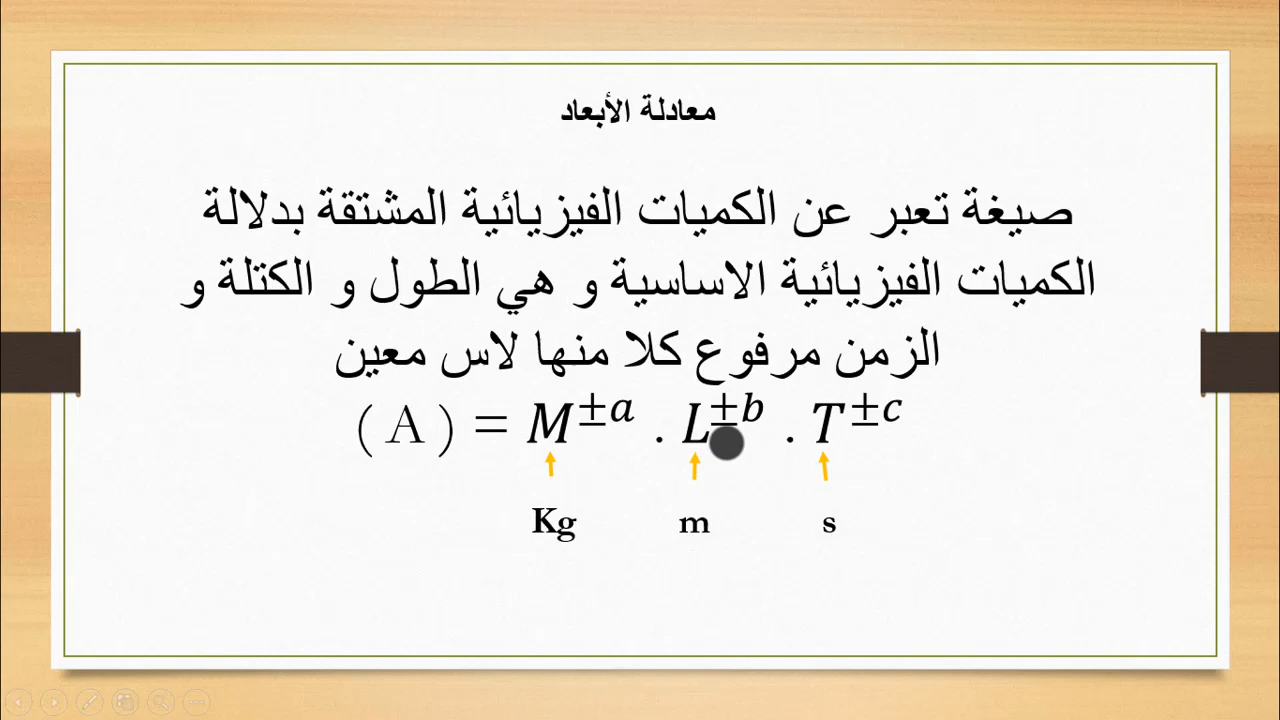 معادلة الأبعاد
صيغة تعبر عن الكميات الفيزيائية المشتقة بدلالة
الكميات الفيزيائية الاساسية و هي الطول و الكتلة و
الزمن مرفوع كلا منها لاس معين
( A ) = M^{±a} . L^{±b} . T^{±c}
Kg m s